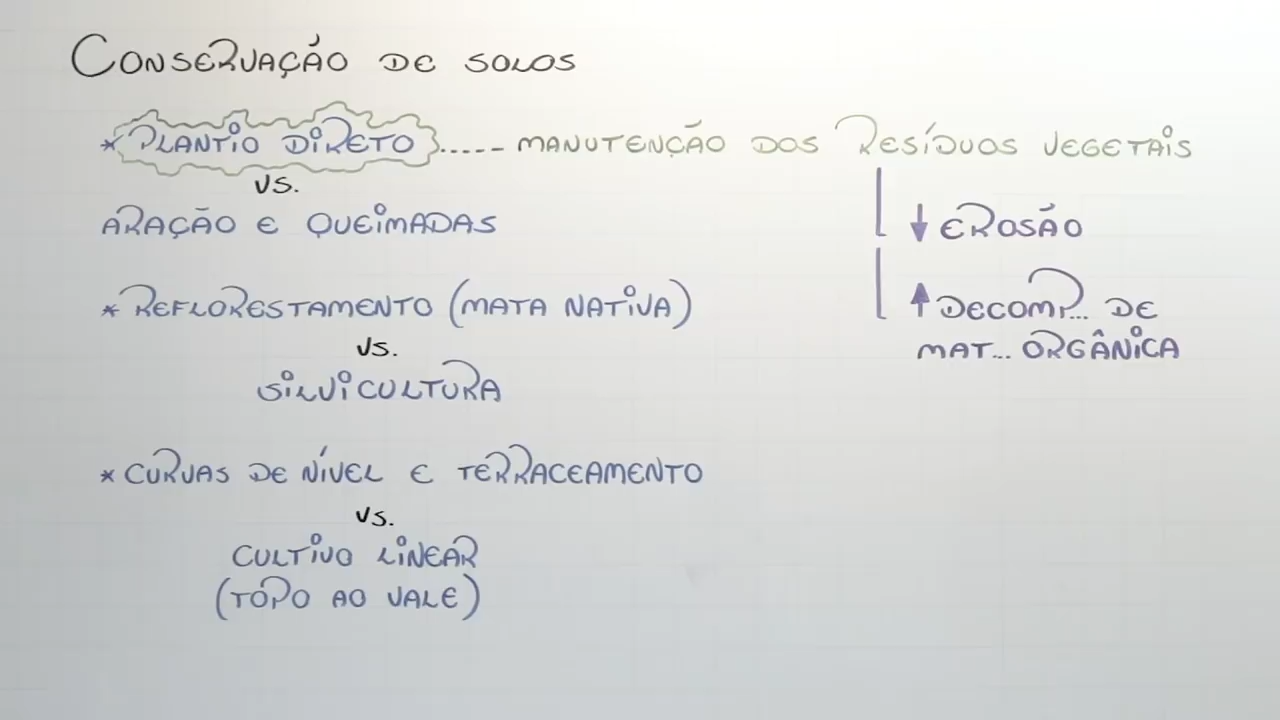 CONSERVAÇÃO DE SOLOS
* PLANTIO DIRETO ..... MANUTENÇÃO DOS RESÍDUOS VEGETAIS
VS.
ARAÇÃO E QUEIMADAS
↓ EROSÃO
* REFLORESTAMENTO (MATA NATIVA)
↑ DECOMP... DE
MAT... ORGÂNICA
VS.
SILVICULTURA
* CURVAS DE NÍVEL E TERRACEAMENTO
VS.
CULTIVO LINEAR
(TOPO AO VALE)